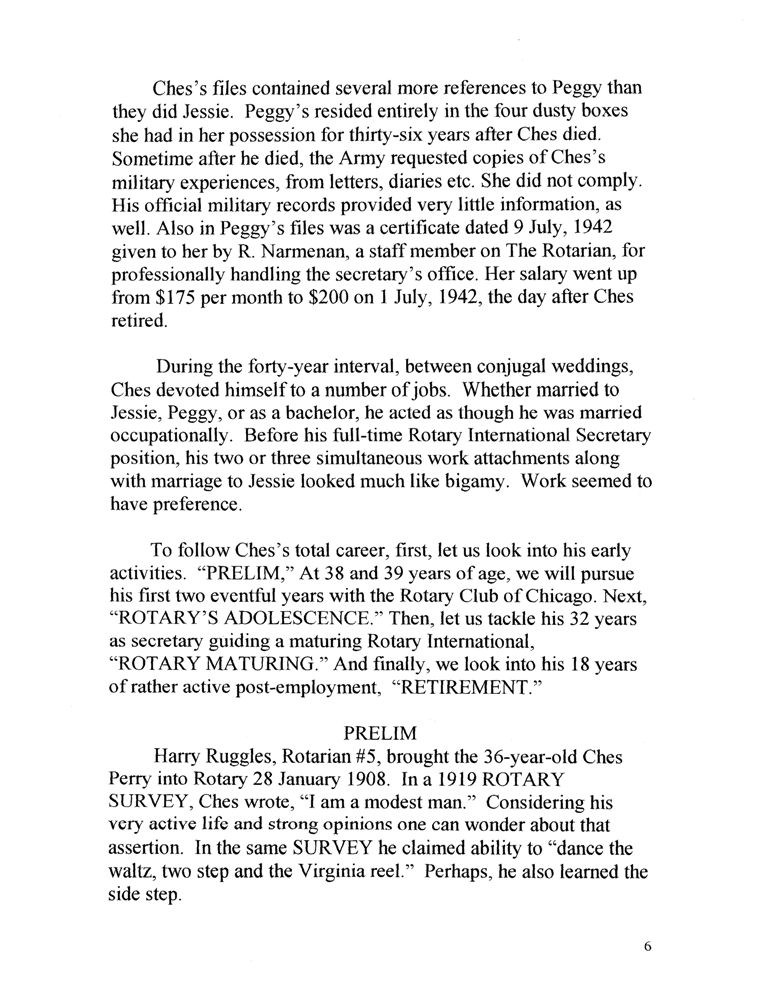 Ches's files contained several more references to Peggy than
they did Jessie. Peggy's resided entirely in the four dusty boxes
she had in her possession for thirty-six years after Ches died.
Sometime after he died, the Army requested copies of Ches's
military experiences, from letters, diaries etc. She did not comply.
His official military records provided very little information, as
well. Also in Peggy's files was a certificate dated 9 July, 1942
given to her by R. Narmenan, a staff member on The Rotarian, for
professionally handling the secretary's office. Her salary went up
from $175 per month to $200 on 1 July, 1942, the day after Ches
retired.
During the forty-year interval, between conjugal weddings,
Ches devoted himself to a number of jobs. Whether married to
Jessie, Peggy, or as a bachelor, he acted as though he was married
occupationally. Before his full-time Rotary International Secretary
position, his two or three simultaneous work attachments along
with marriage to Jessie looked much like bigamy. Work seemed to
have preference.
To follow Ches's total career, first, let us look into his early
activities. “PRELIM,” At 38 and 39 years of age, we will pursue
his first two eventful years with the Rotary Club of Chicago. Next,
“ROTARY'S ADOLESCENCE.” Then, let us tackle his 32 years
as secretary guiding a maturing Rotary International,
“ROTARY MATURING.” And finally, we look into his 18 years
of rather active post-employment, “RETIREMENT.”
PRELIM
Harry Ruggles, Rotarian #5, brought the 36-year-old Ches
Perry into Rotary 28 January 1908. In a 1919 ROTARY
SURVEY, Ches wrote, “I am a modest man.” Considering his
very active life and strong opinions one can wonder about that
assertion. In the same SURVEY he claimed ability to “dance the
waltz, two step and the Virginia reel.” Perhaps, he also learned the
side step.
6